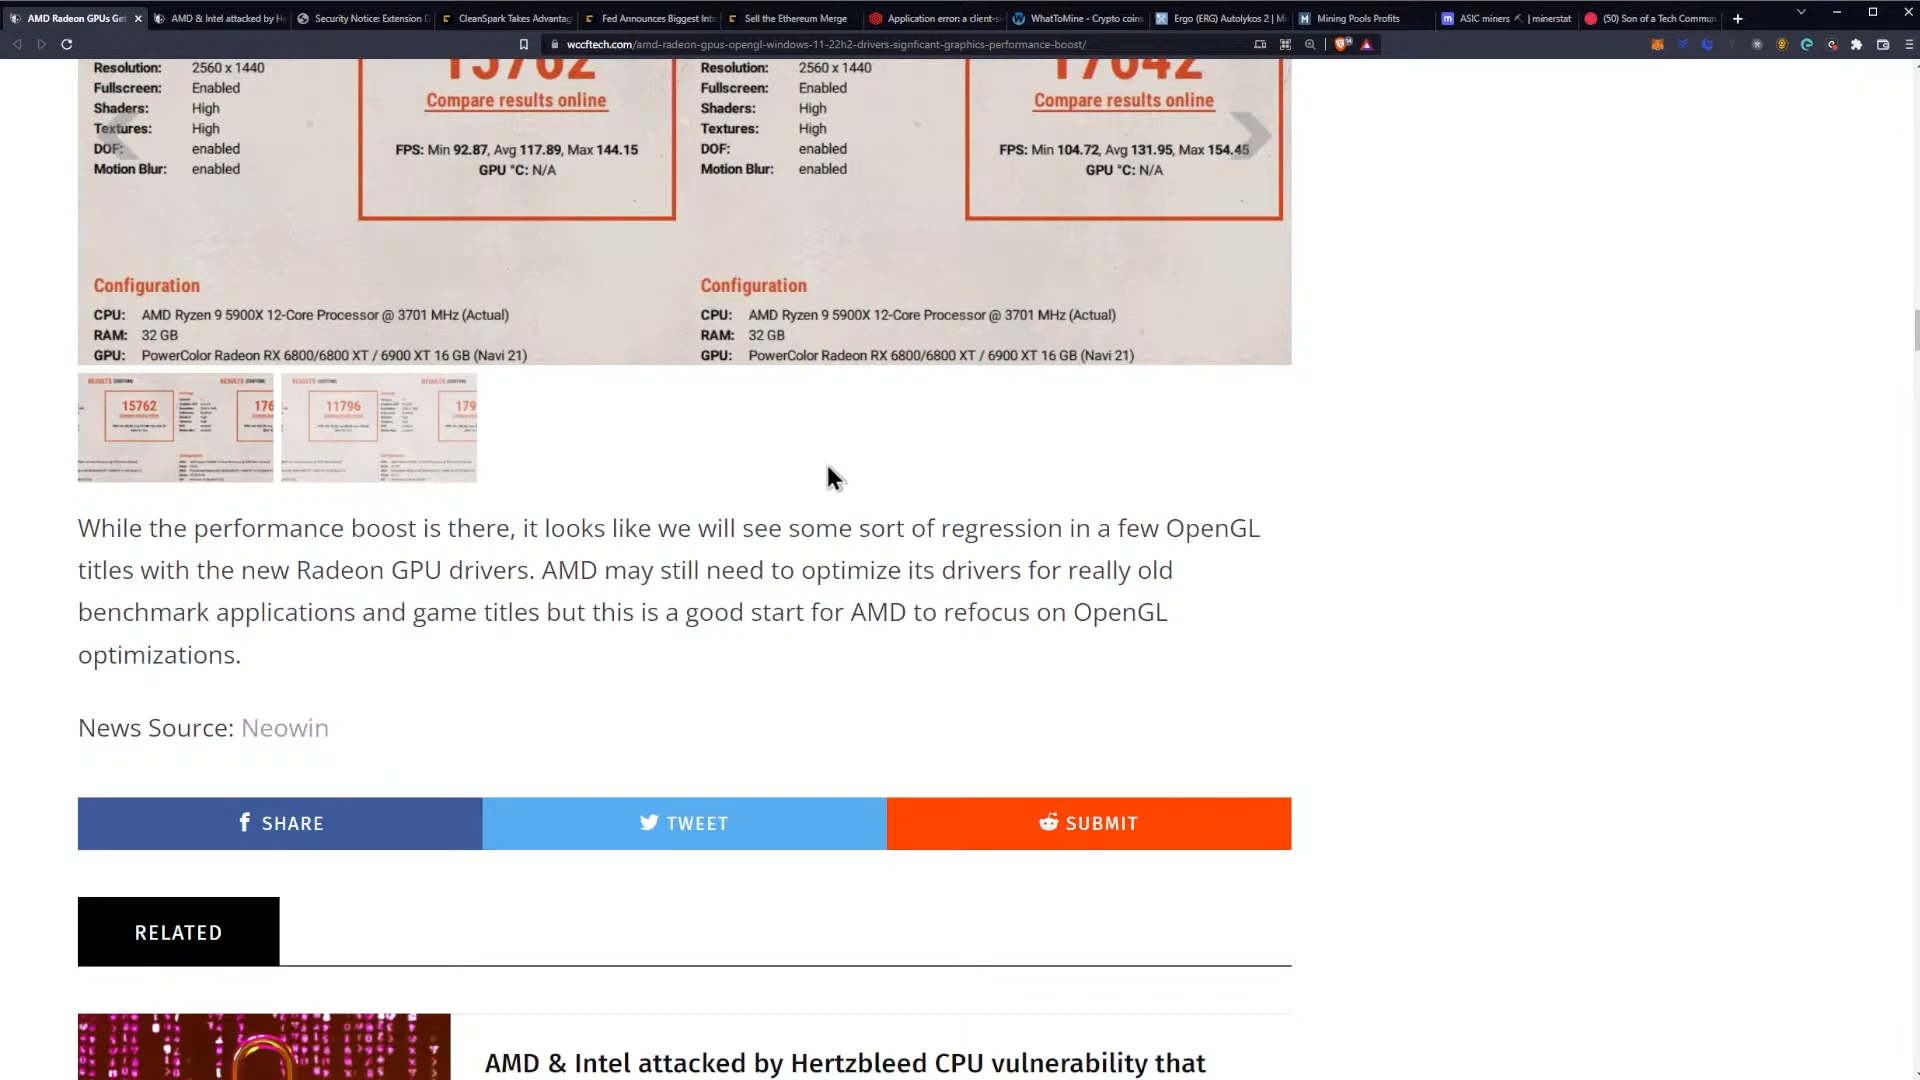 AMD Radeon GPUs Get
AMD & Intel attacked by H
Security Notice: Extension D
CleanSpark Takes Advantag
Fed Announces Biggest Inte
Sell the Ethereum Merge
Application error: a client-s
WhatToMine - Crypto coins
Ergo (ERG) Autolykos 2 | Mi
Mining Pools Profits
ASIC miners ⛏ | minerstat
(50) Son of a Tech Commun
wccftech.com/amd-radeon-gpus-opengl-windows-11-22h2-drivers-signficant-graphics-performance-boost/
Resolution: 2560 x 1440
Fullscreen: Enabled
Shaders: High
Textures: High
DOF: enabled
Motion Blur: enabled
15762
Compare results online
FPS: Min 92.87, Avg 117.89, Max 144.15
GPU °C: N/A
Resolution: 2560 x 1440
Fullscreen: Enabled
Shaders: High
Textures: High
DOF: enabled
Motion Blur: enabled
17642
Compare results online
FPS: Min 104.72, Avg 131.95, Max 154.45
GPU °C: N/A
Configuration
CPU: AMD Ryzen 9 5900X 12-Core Processor @ 3701 MHz (Actual)
RAM: 32 GB
GPU: PowerColor Radeon RX 6800/6800 XT / 6900 XT 16 GB (Navi 21)
Configuration
CPU: AMD Ryzen 9 5900X 12-Core Processor @ 3701 MHz (Actual)
RAM: 32 GB
GPU: PowerColor Radeon RX 6800/6800 XT / 6900 XT 16 GB (Navi 21)
RESULTS RESULTS
15762 176
RESULTS RESULTS
11796 179
While the performance boost is there, it looks like we will see some sort of regression in a few OpenGL
titles with the new Radeon GPU drivers. AMD may still need to optimize its drivers for really old
benchmark applications and game titles but this is a good start for AMD to refocus on OpenGL
optimizations.
News Source: Neowin
SHARE
TWEET
SUBMIT
RELATED
AMD & Intel attacked by Hertzbleed CPU vulnerability that